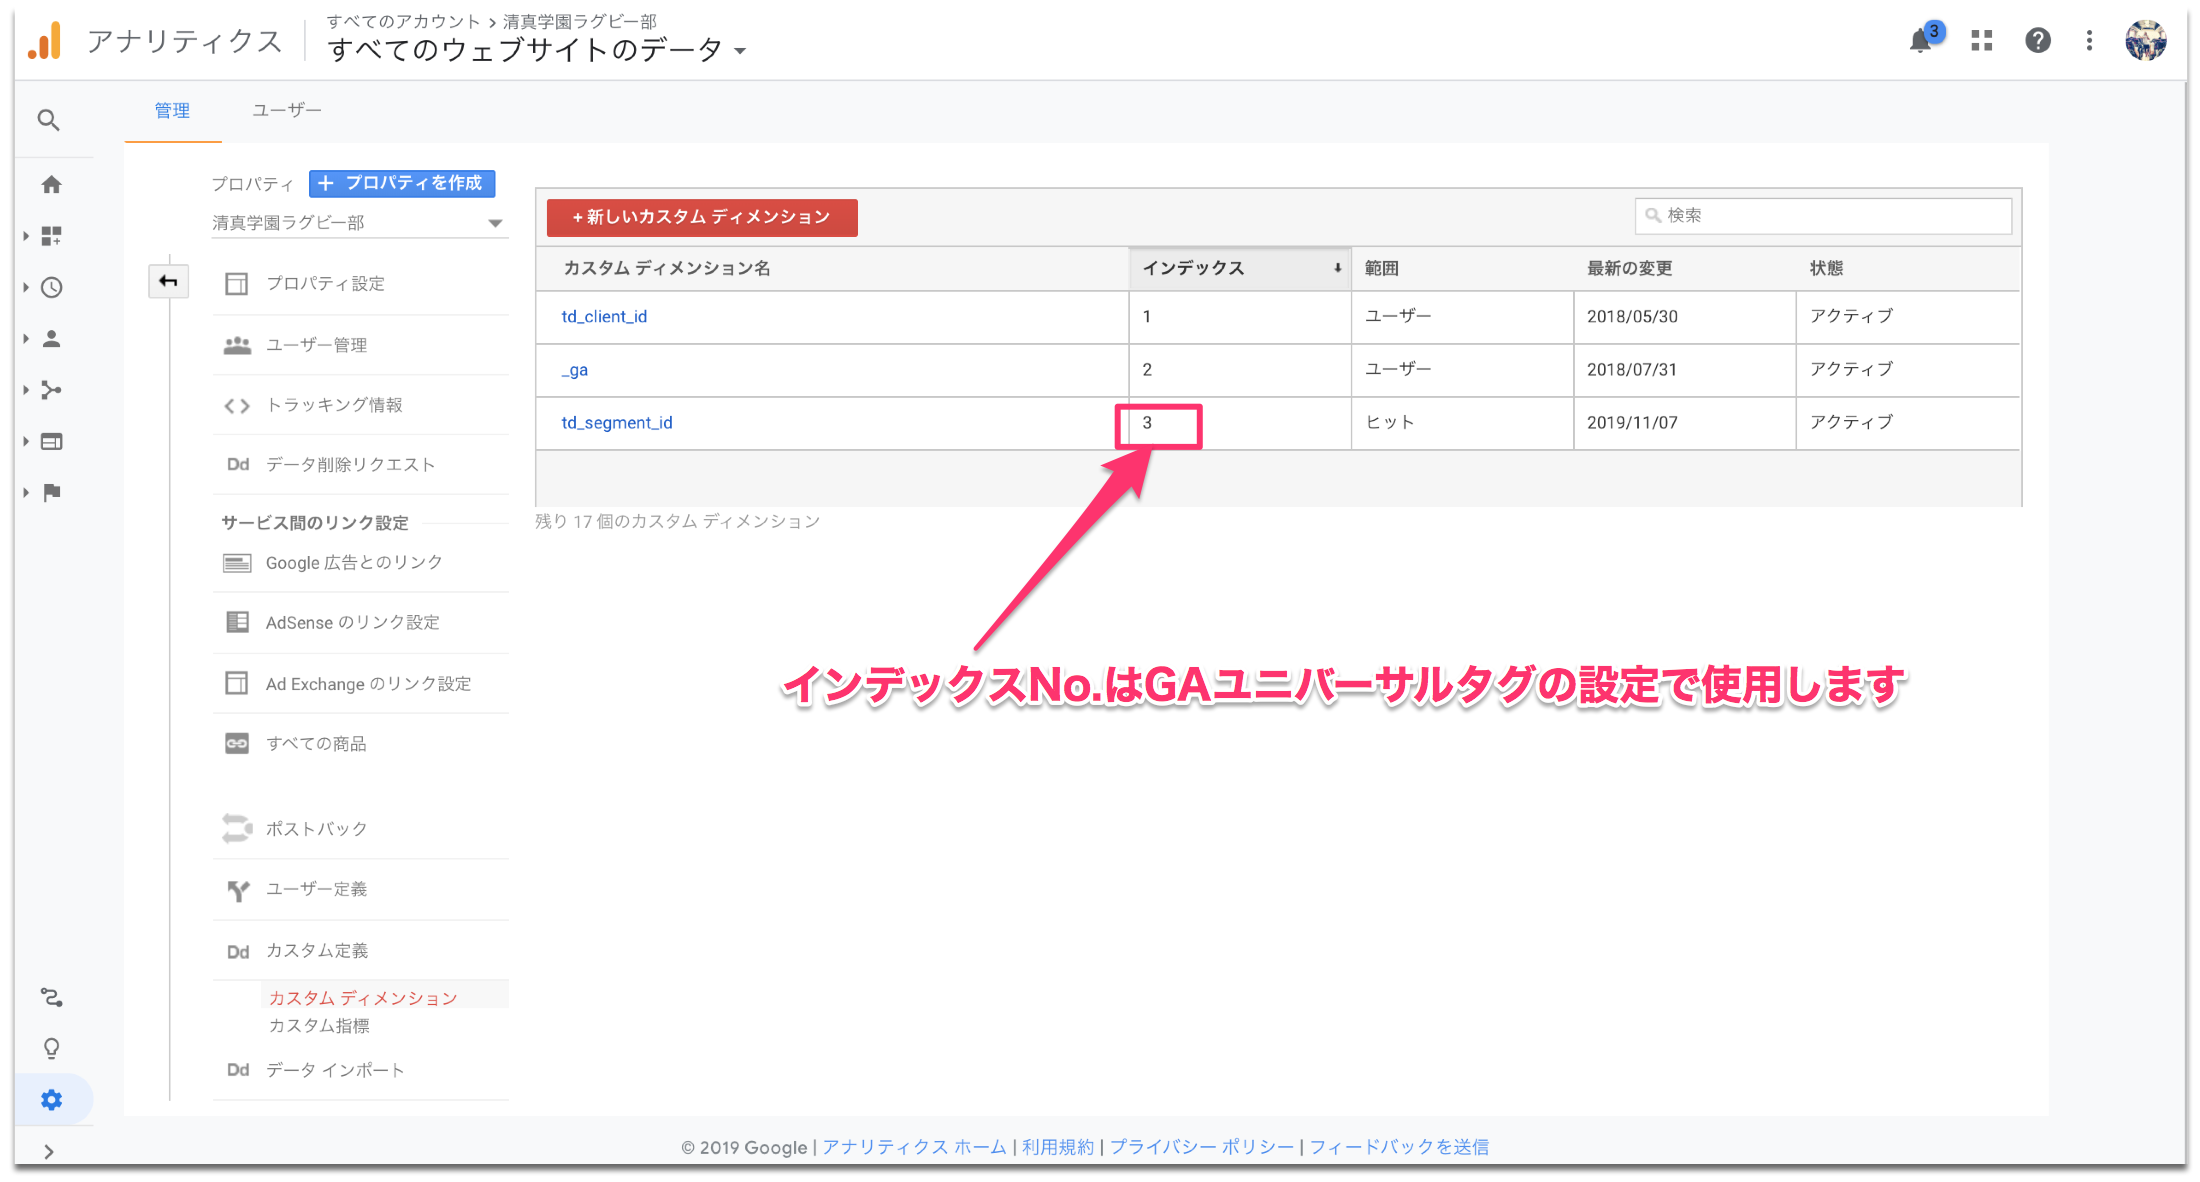 アナリティクス
すべてのアカウント > 清真学園ラグビー部
すべてのウェブサイトのデータ
3
管理
ユーザー
プロパティ
+ プロパティを作成
清真学園ラグビー部
プロパティ設定
ユーザー管理
トラッキング情報
Dd データ削除リクエスト
サービス間のリンク設定
Google 広告とのリンク
AdSense のリンク設定
Ad Exchange のリンク設定
すべての商品
ポストバック
ユーザー定義
Dd カスタム定義
カスタム ディメンション
カスタム指標
Dd データ インポート
+ 新しいカスタム ディメンション
検索
カスタム ディメンション名 インデックス 範囲 最新の変更 状態
td_client_id 1 ユーザー 2018/05/30 アクティブ
_ga 2 ユーザー 2018/07/31 アクティブ
td_segment_id 3 ヒット 2019/11/07 アクティブ
残り 17 個のカスタム ディメンション
インデックスNo.はGAユニバーサルタグの設定で使用します
© 2019 Google | アナリティクス ホーム | 利用規約 | プライバシー ポリシー | フィードバックを送信